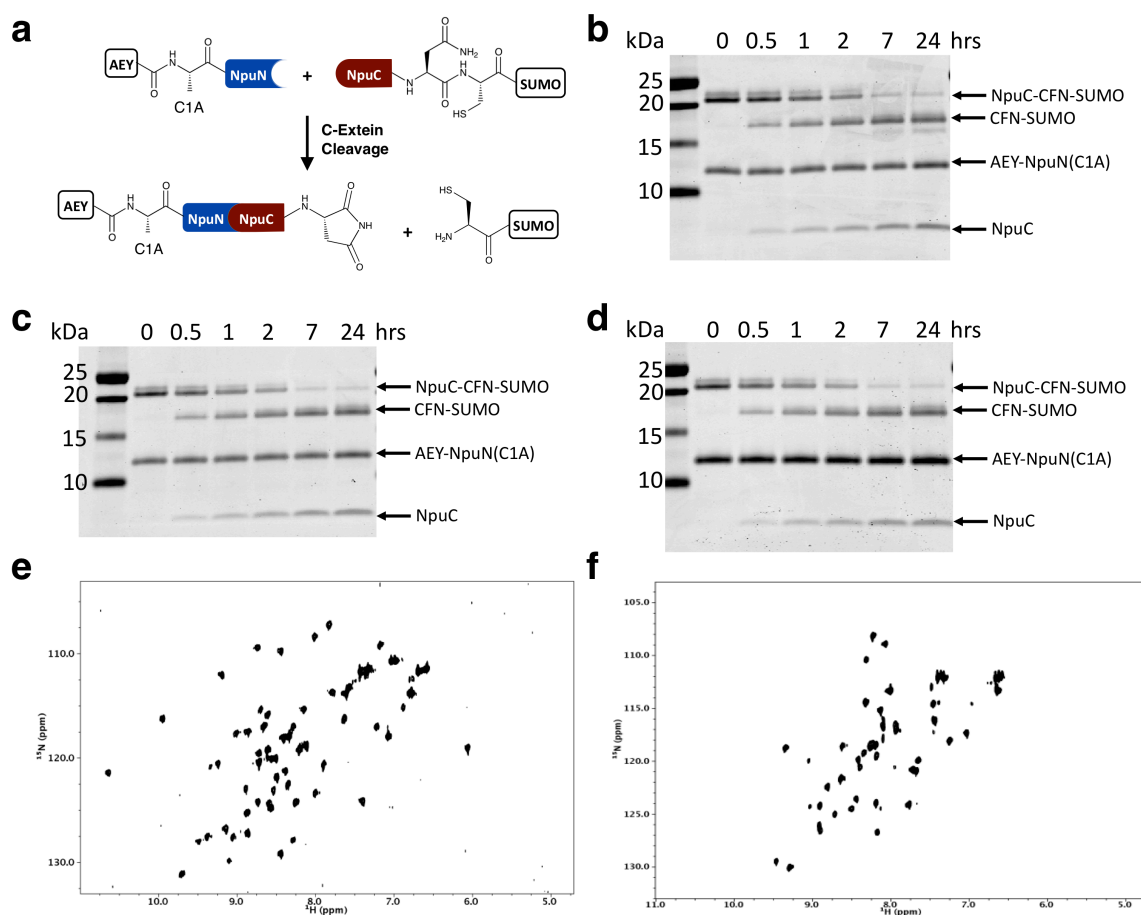 a
AEY
H
N
O
O
C1A
NpuN
+
NpuC
N
H
O
NH₂
H
N
O
HS
SUMO
C-Extein
Cleavage
AEY
H
N
O
O
C1A
NpuN
NpuC
H
N
O
NH
O
+
HS
H₂N
O
SUMO
b
kDa 0 0.5 1 2 7 24 hrs
25
20
15
10
NpuC-CFN-SUMO
CFN-SUMO
AEY-NpuN(C1A)
NpuC
c
kDa 0 0.5 1 2 7 24 hrs
25
20
15
10
NpuC-CFN-SUMO
CFN-SUMO
AEY-NpuN(C1A)
NpuC
d
kDa 0 0.5 1 2 7 24 hrs
25
20
15
10
NpuC-CFN-SUMO
CFN-SUMO
AEY-NpuN(C1A)
NpuC
e
110.0
120.0
130.0
¹⁵N (ppm)
10.0 9.0 8.0 7.0 6.0 5.0
¹H (ppm)
f
105.0
110.0
115.0
120.0
125.0
130.0
¹⁵N (ppm)
11.0 10.0 9.0 8.0 7.0 6.0 5.0
¹H (ppm)